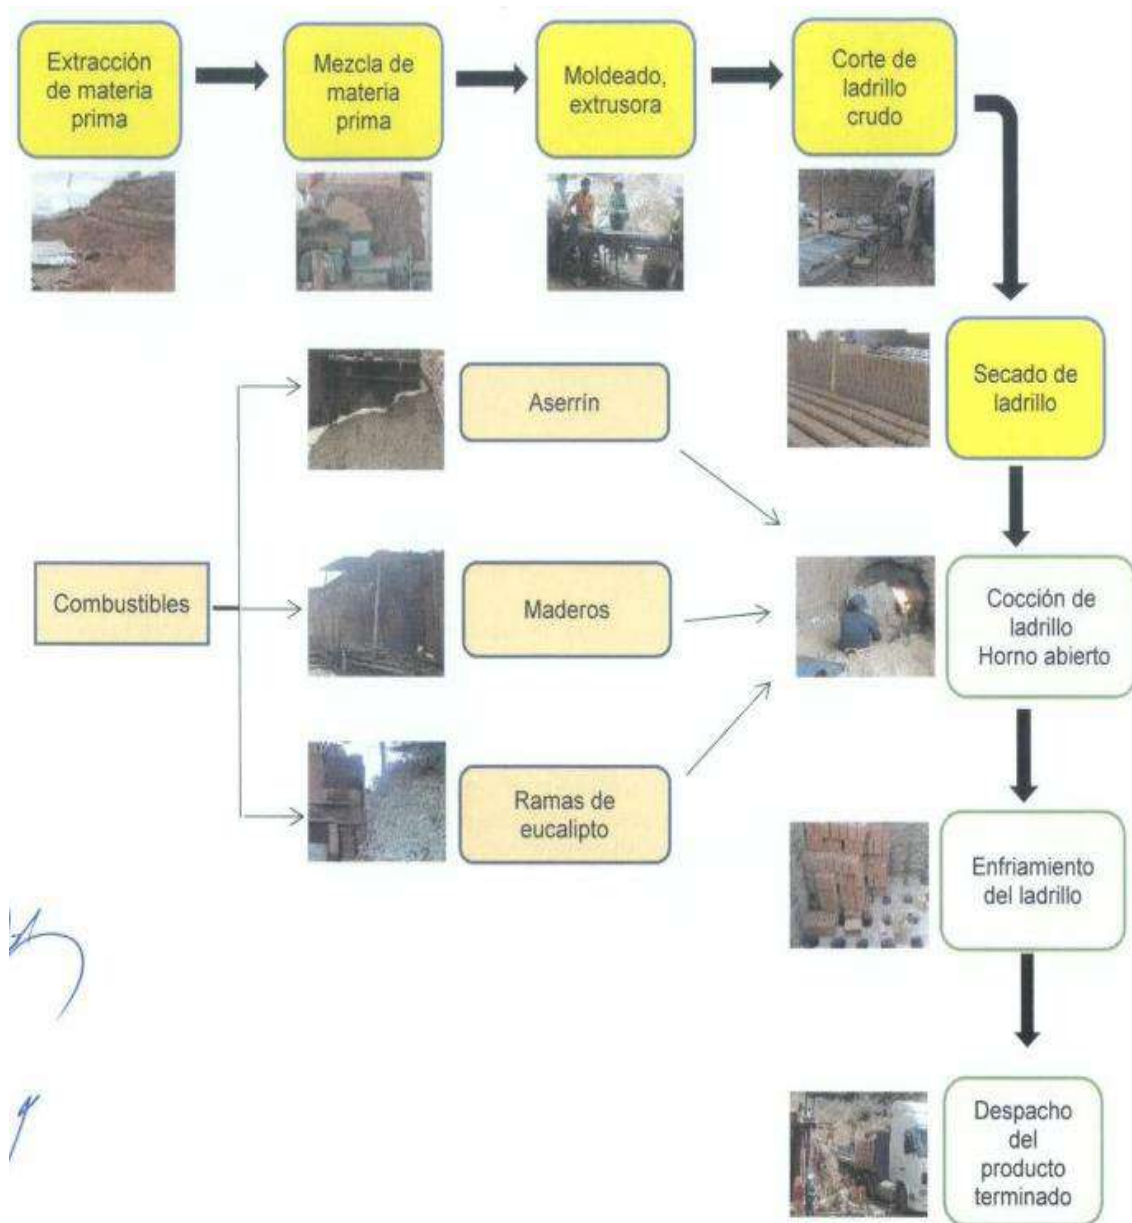 Extracción
de materia
prima
Mezcla de
materia
prima
Moldeado,
extrusora
Corte de
ladrillo
crudo
Secado de
ladrillo
Aserrín
Combustibles
Maderos
Cocción de
ladrillo
Horno abierto
Ramas de
eucalipto
Enfriamiento
del ladrillo
Despacho
del
producto
terminado